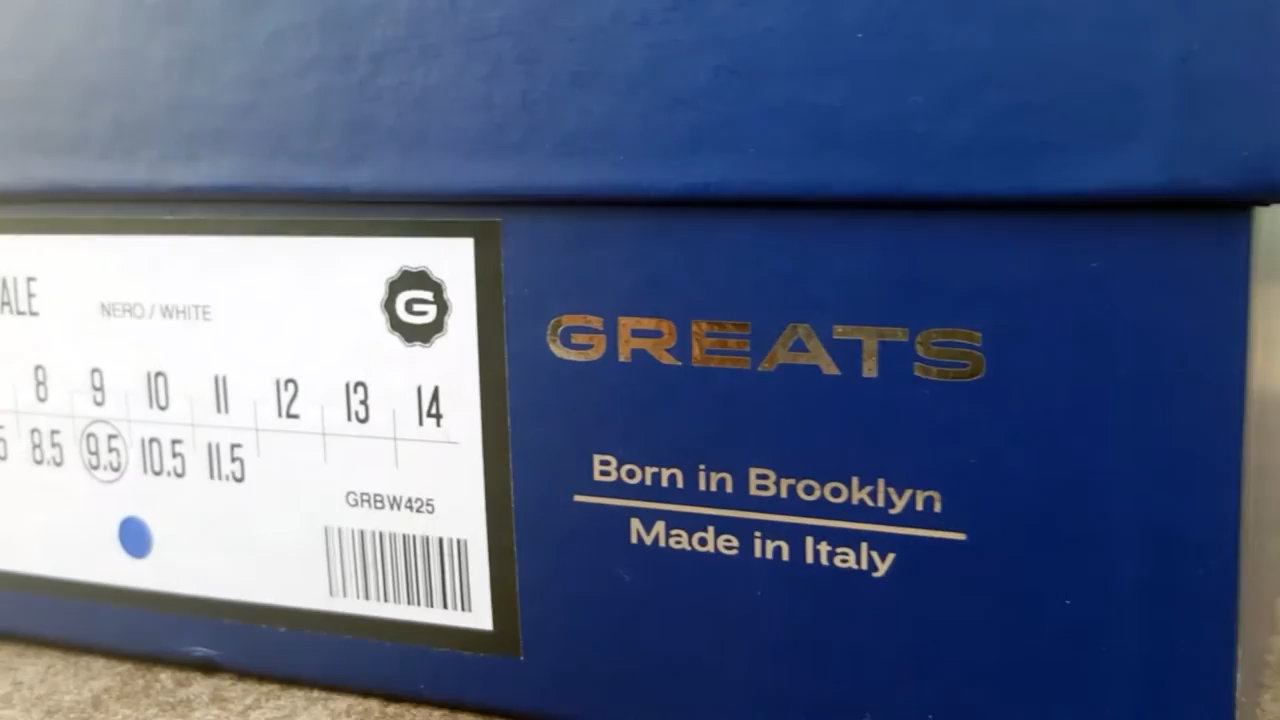 ALE
NERO / WHITE
G
8 9 10 11 12 13 14
5 8.5 9.5 10.5 11.5
GRBW425
GREATS
Born in Brooklyn
Made in Italy